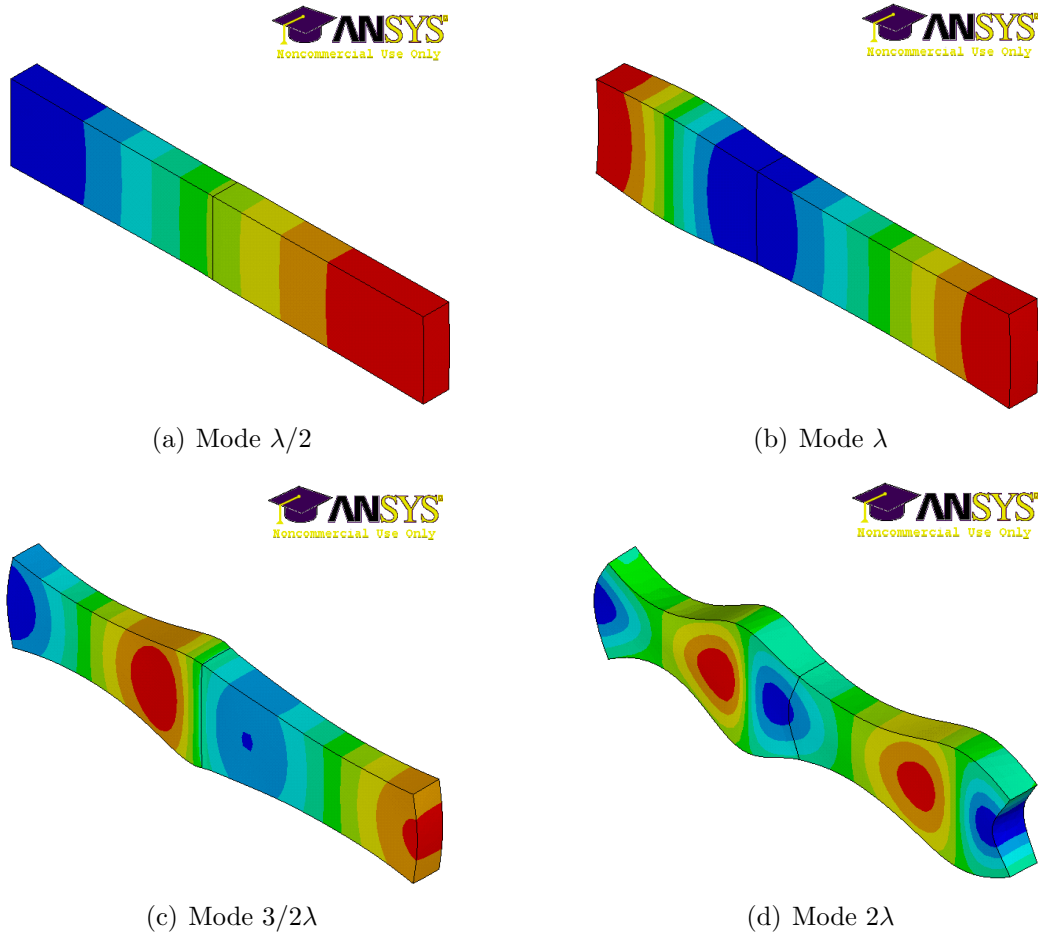 ANSYS
Noncommercial Use Only
ANSYS
Noncommercial Use Only
(a) Mode λ/2
(b) Mode λ
ANSYS
Noncommercial Use Only
ANSYS
Noncommercial Use Only
(c) Mode 3/2λ
(d) Mode 2λ